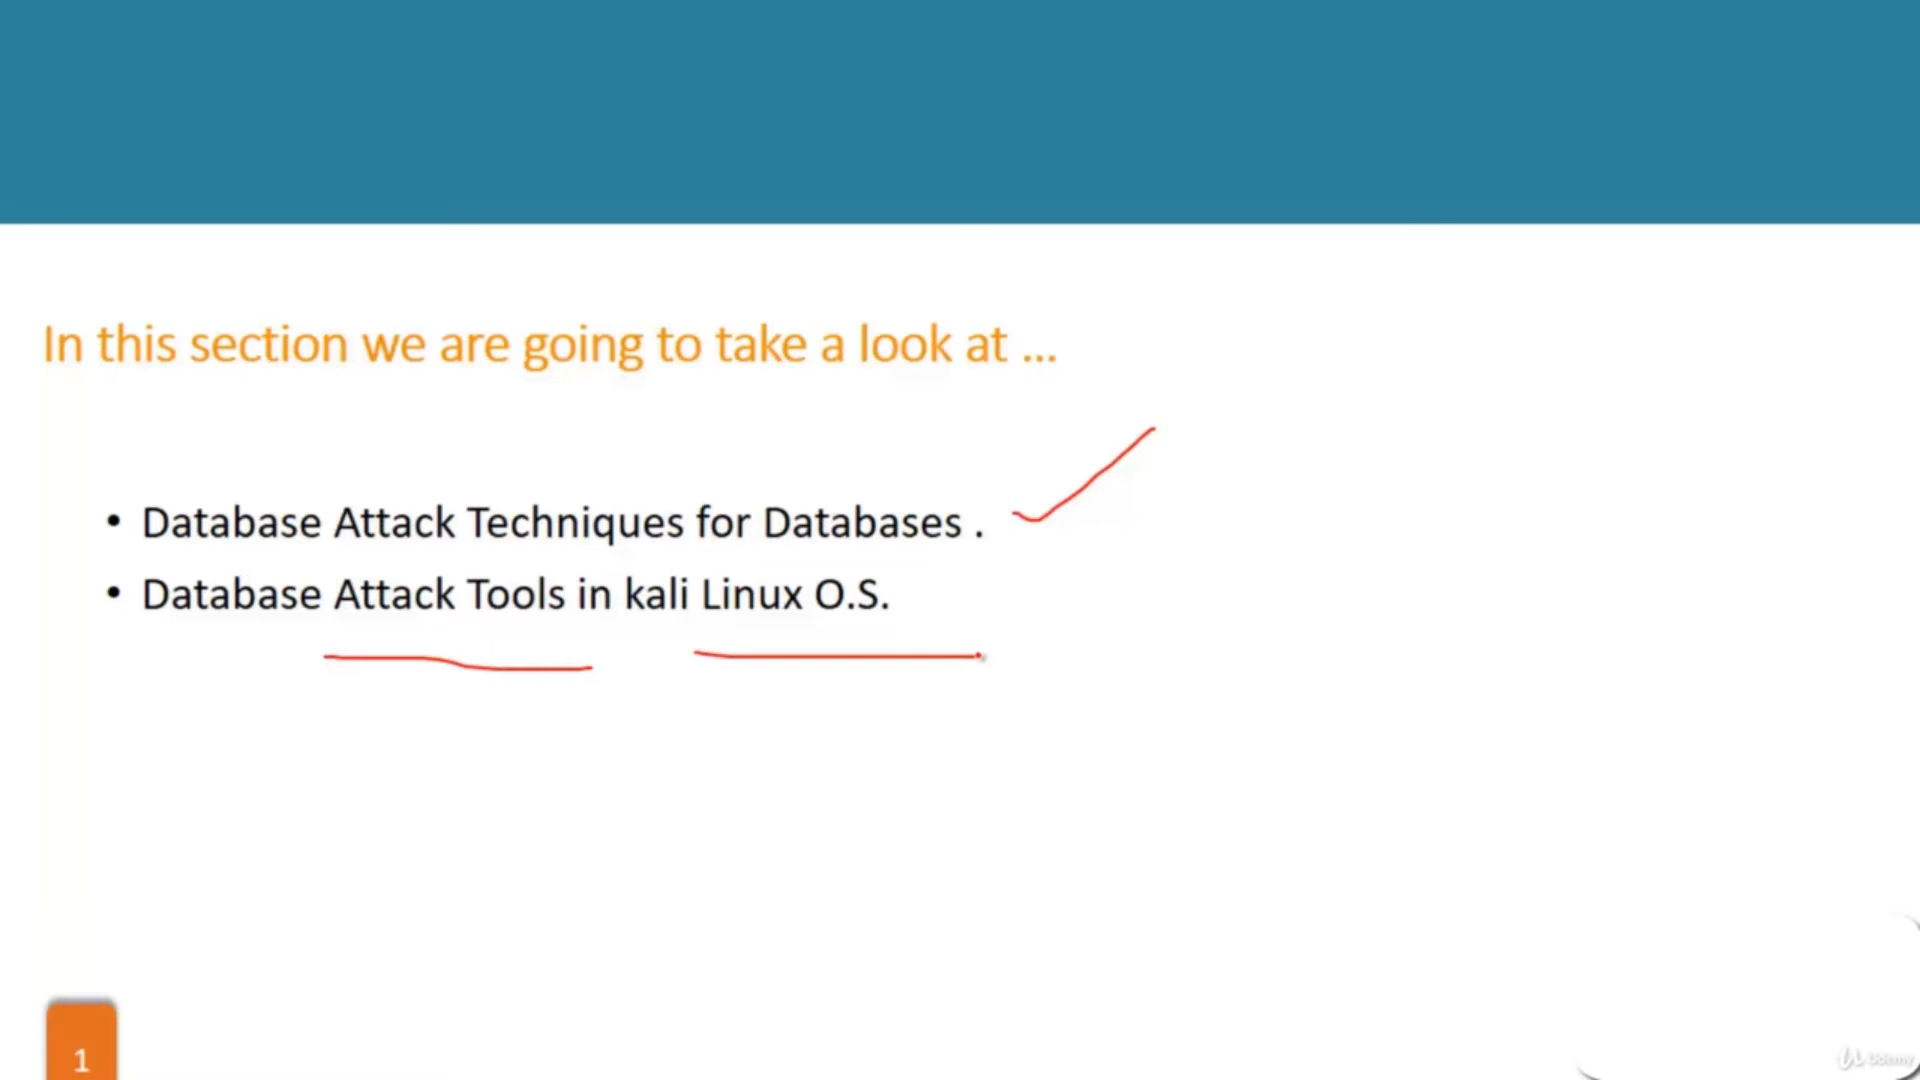 In this section we are going to take a look at ...
• Database Attack Techniques for Databases .
• Database Attack Tools in kali Linux O.S.
1
Udemy